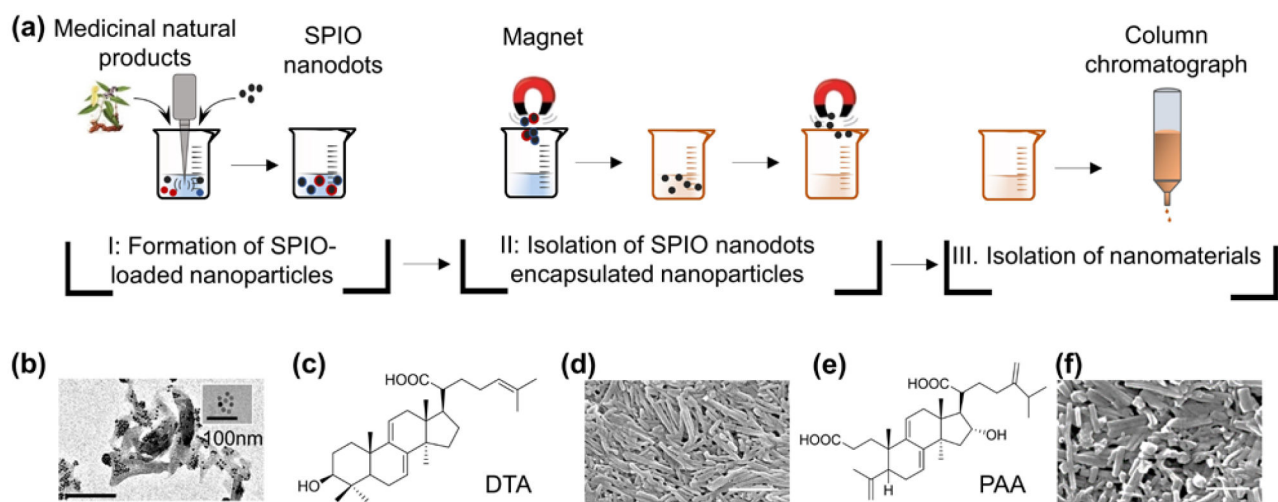 (a) Medicinal natural
products
SPIO
nanodots
Magnet
Column
chromatograph
I: Formation of SPIO-
loaded nanoparticles
II: Isolation of SPIO nanodots
encapsulated nanoparticles
III. Isolation of nanomaterials
(b)
100nm
(c)
HOOC
H
HO
DTA
(d)
(e)
HOOC
HOOC
OH
H
PAA
(f)